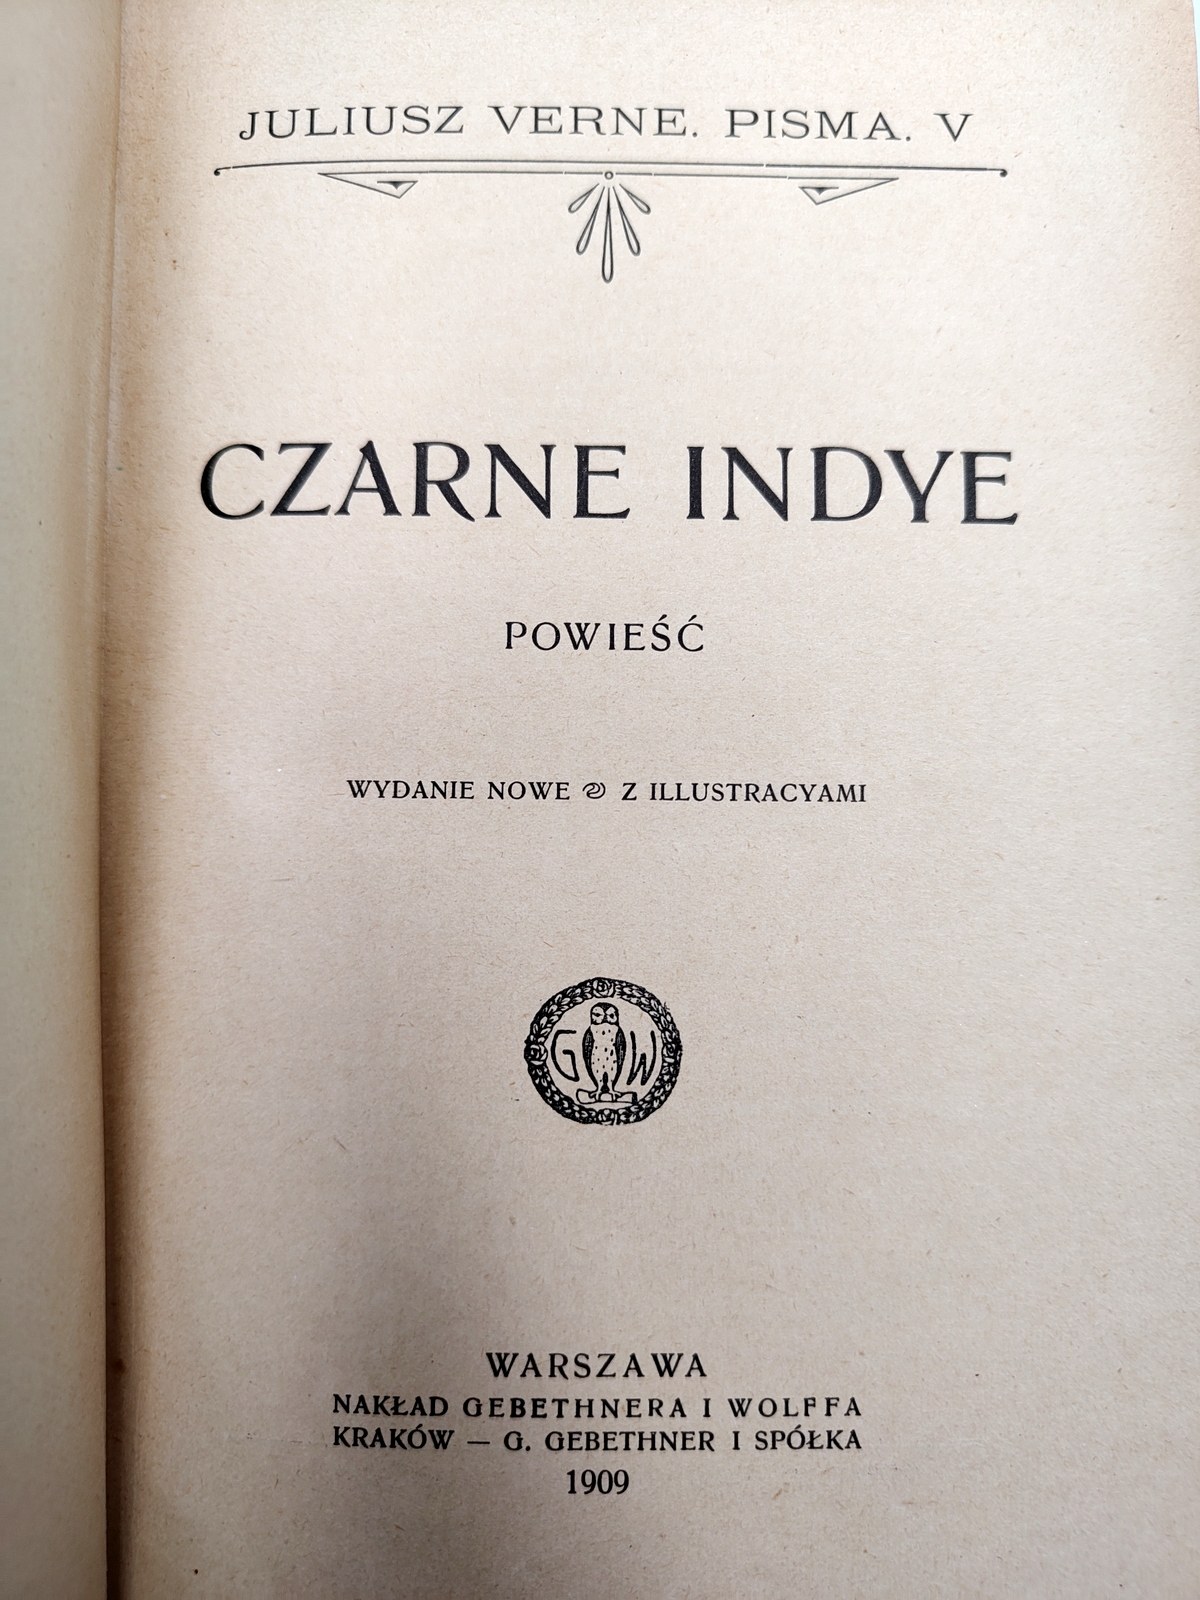 JULIUSZ VERNE. PISMA. V
CZARNE INDYE
POWIEŚĆ
WYDANIE NOWE Z ILLUSTRACYAMI
G W
WARSZAWA
NAKŁAD GEBETHNERA I WOLFFA
KRAKÓW — G. GEBETHNER I SPÓŁKA
1909